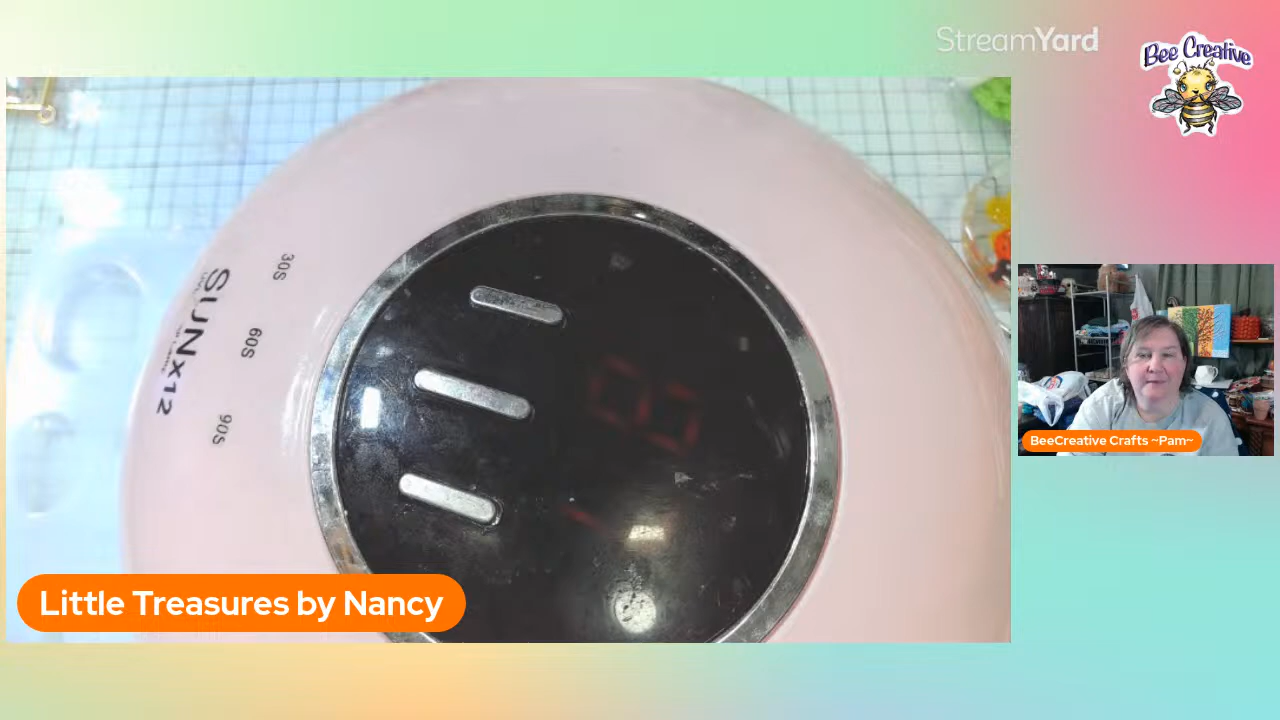 StreamYard
Bee Creative
30S
60S
90S
SUNx12
BeeCreative Crafts ~Pam~
Little Treasures by Nancy